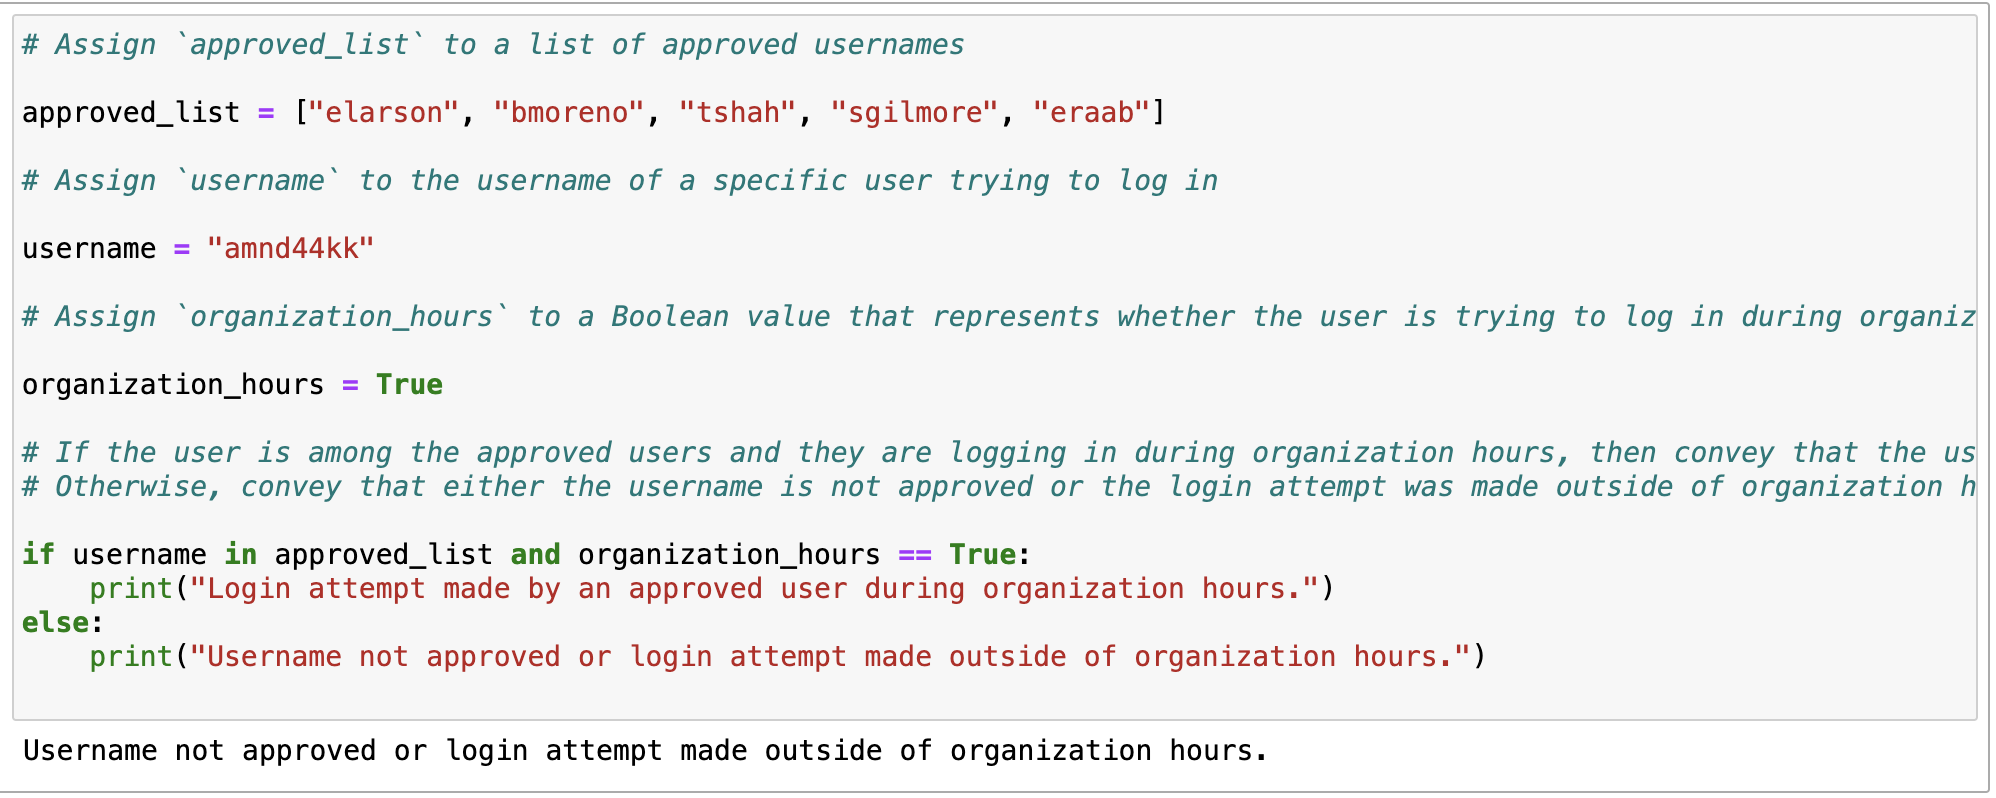 # Assign `approved_list` to a list of approved usernames
approved_list = ["elarson", "bmoreno", "tshah", "sgilmore", "eraab"]
# Assign `username` to the username of a specific user trying to log in
username = "amnd44kk"
# Assign `organization_hours` to a Boolean value that represents whether the user is trying to log in during organiz
organization_hours = True
# If the user is among the approved users and they are logging in during organization hours, then convey that the us
# Otherwise, convey that either the username is not approved or the login attempt was made outside of organization h
if username in approved_list and organization_hours == True:
    print("Login attempt made by an approved user during organization hours.")
else:
    print("Username not approved or login attempt made outside of organization hours.")
Username not approved or login attempt made outside of organization hours.